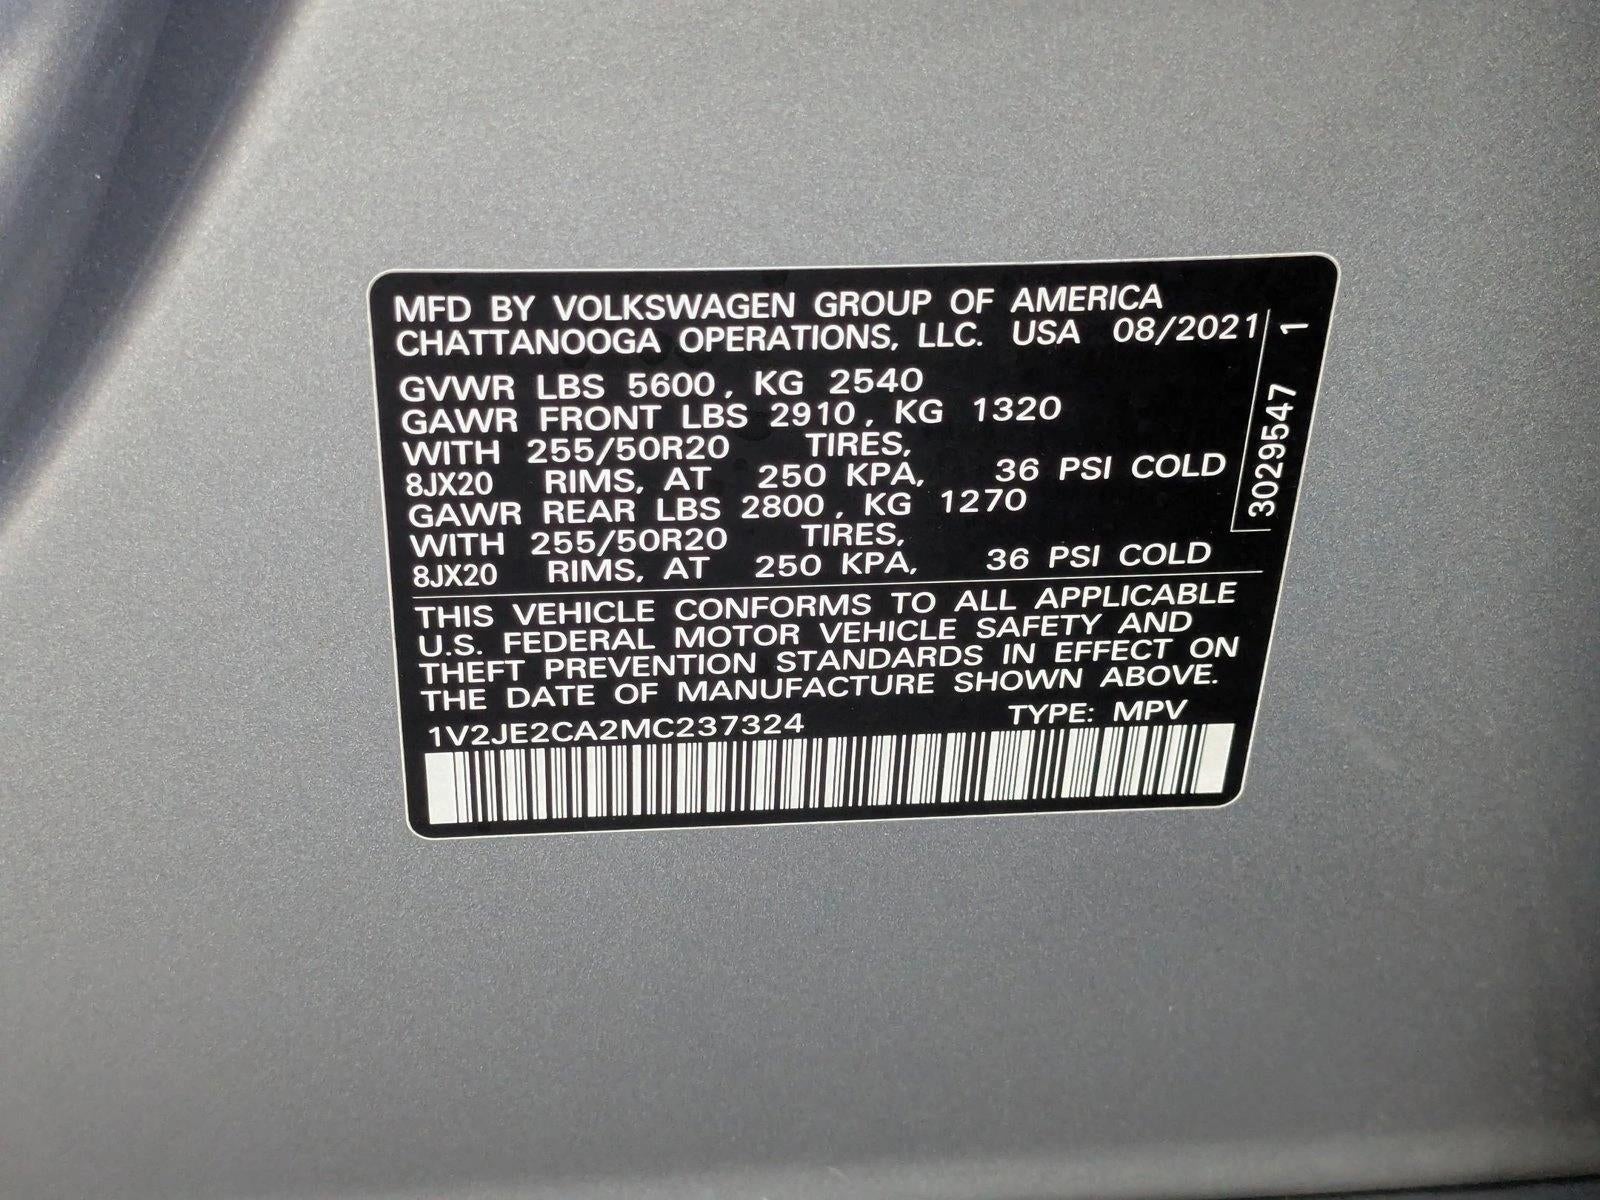 MFD BY VOLKSWAGEN GROUP OF AMERICA
CHATTANOOGA OPERATIONS, LLC. USA 08/2021
GVWR LBS 5600, KG 2540
GAWR FRONT LBS 2910, KG 1320
WITH 255/50R20 TIRES,
8JX20 RIMS, AT 250 KPA, 36 PSI COLD
GAWR REAR LBS 2800, KG 1270
WITH 255/50R20 TIRES,
8JX20 RIMS, AT 250 KPA, 36 PSI COLD
THIS VEHICLE CONFORMS TO ALL APPLICABLE
U.S. FEDERAL MOTOR VEHICLE SAFETY AND
THEFT PREVENTION STANDARDS IN EFFECT ON
THE DATE OF MANUFACTURE SHOWN ABOVE.
1V2JE2CA2MC237324 TYPE: MPV
3029547 1